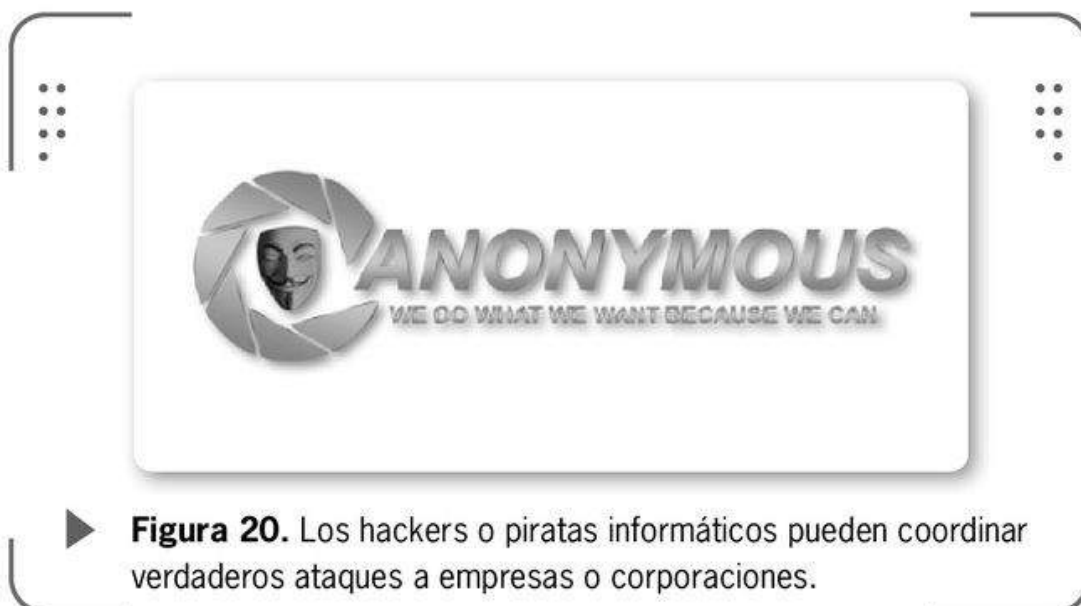 ANONYMOUS
WE DO WHAT WE WANT BECAUSE WE CAN
Figura 20. Los hackers o piratas informáticos pueden coordinar
verdaderos ataques a empresas o corporaciones.